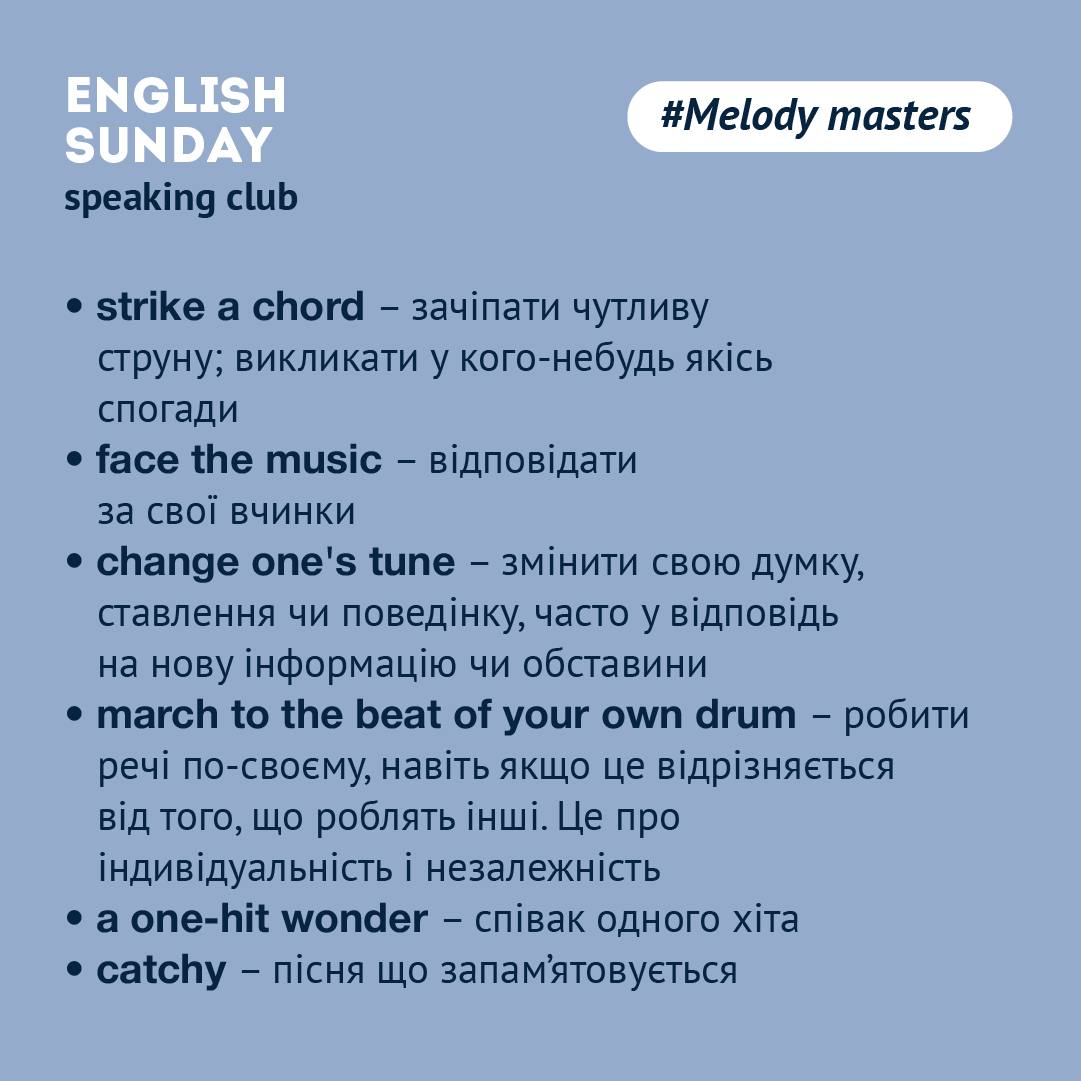 ENGLISH
SUNDAY
speaking club
#Melody masters
• strike a chord – зачіпати чутливу
струну; викликати у кого-небудь якісь
спогади
• face the music – відповідати
за свої вчинки
• change one's tune – змінити свою думку,
ставлення чи поведінку, часто у відповідь
на нову інформацію чи обставини
• march to the beat of your own drum – робити
речі по-своєму, навіть якщо це відрізняється
від того, що роблять інші. Це про
індивідуальність і незалежність
• a one-hit wonder – співак одного хіта
• catchy – пісня що запам’ятовується